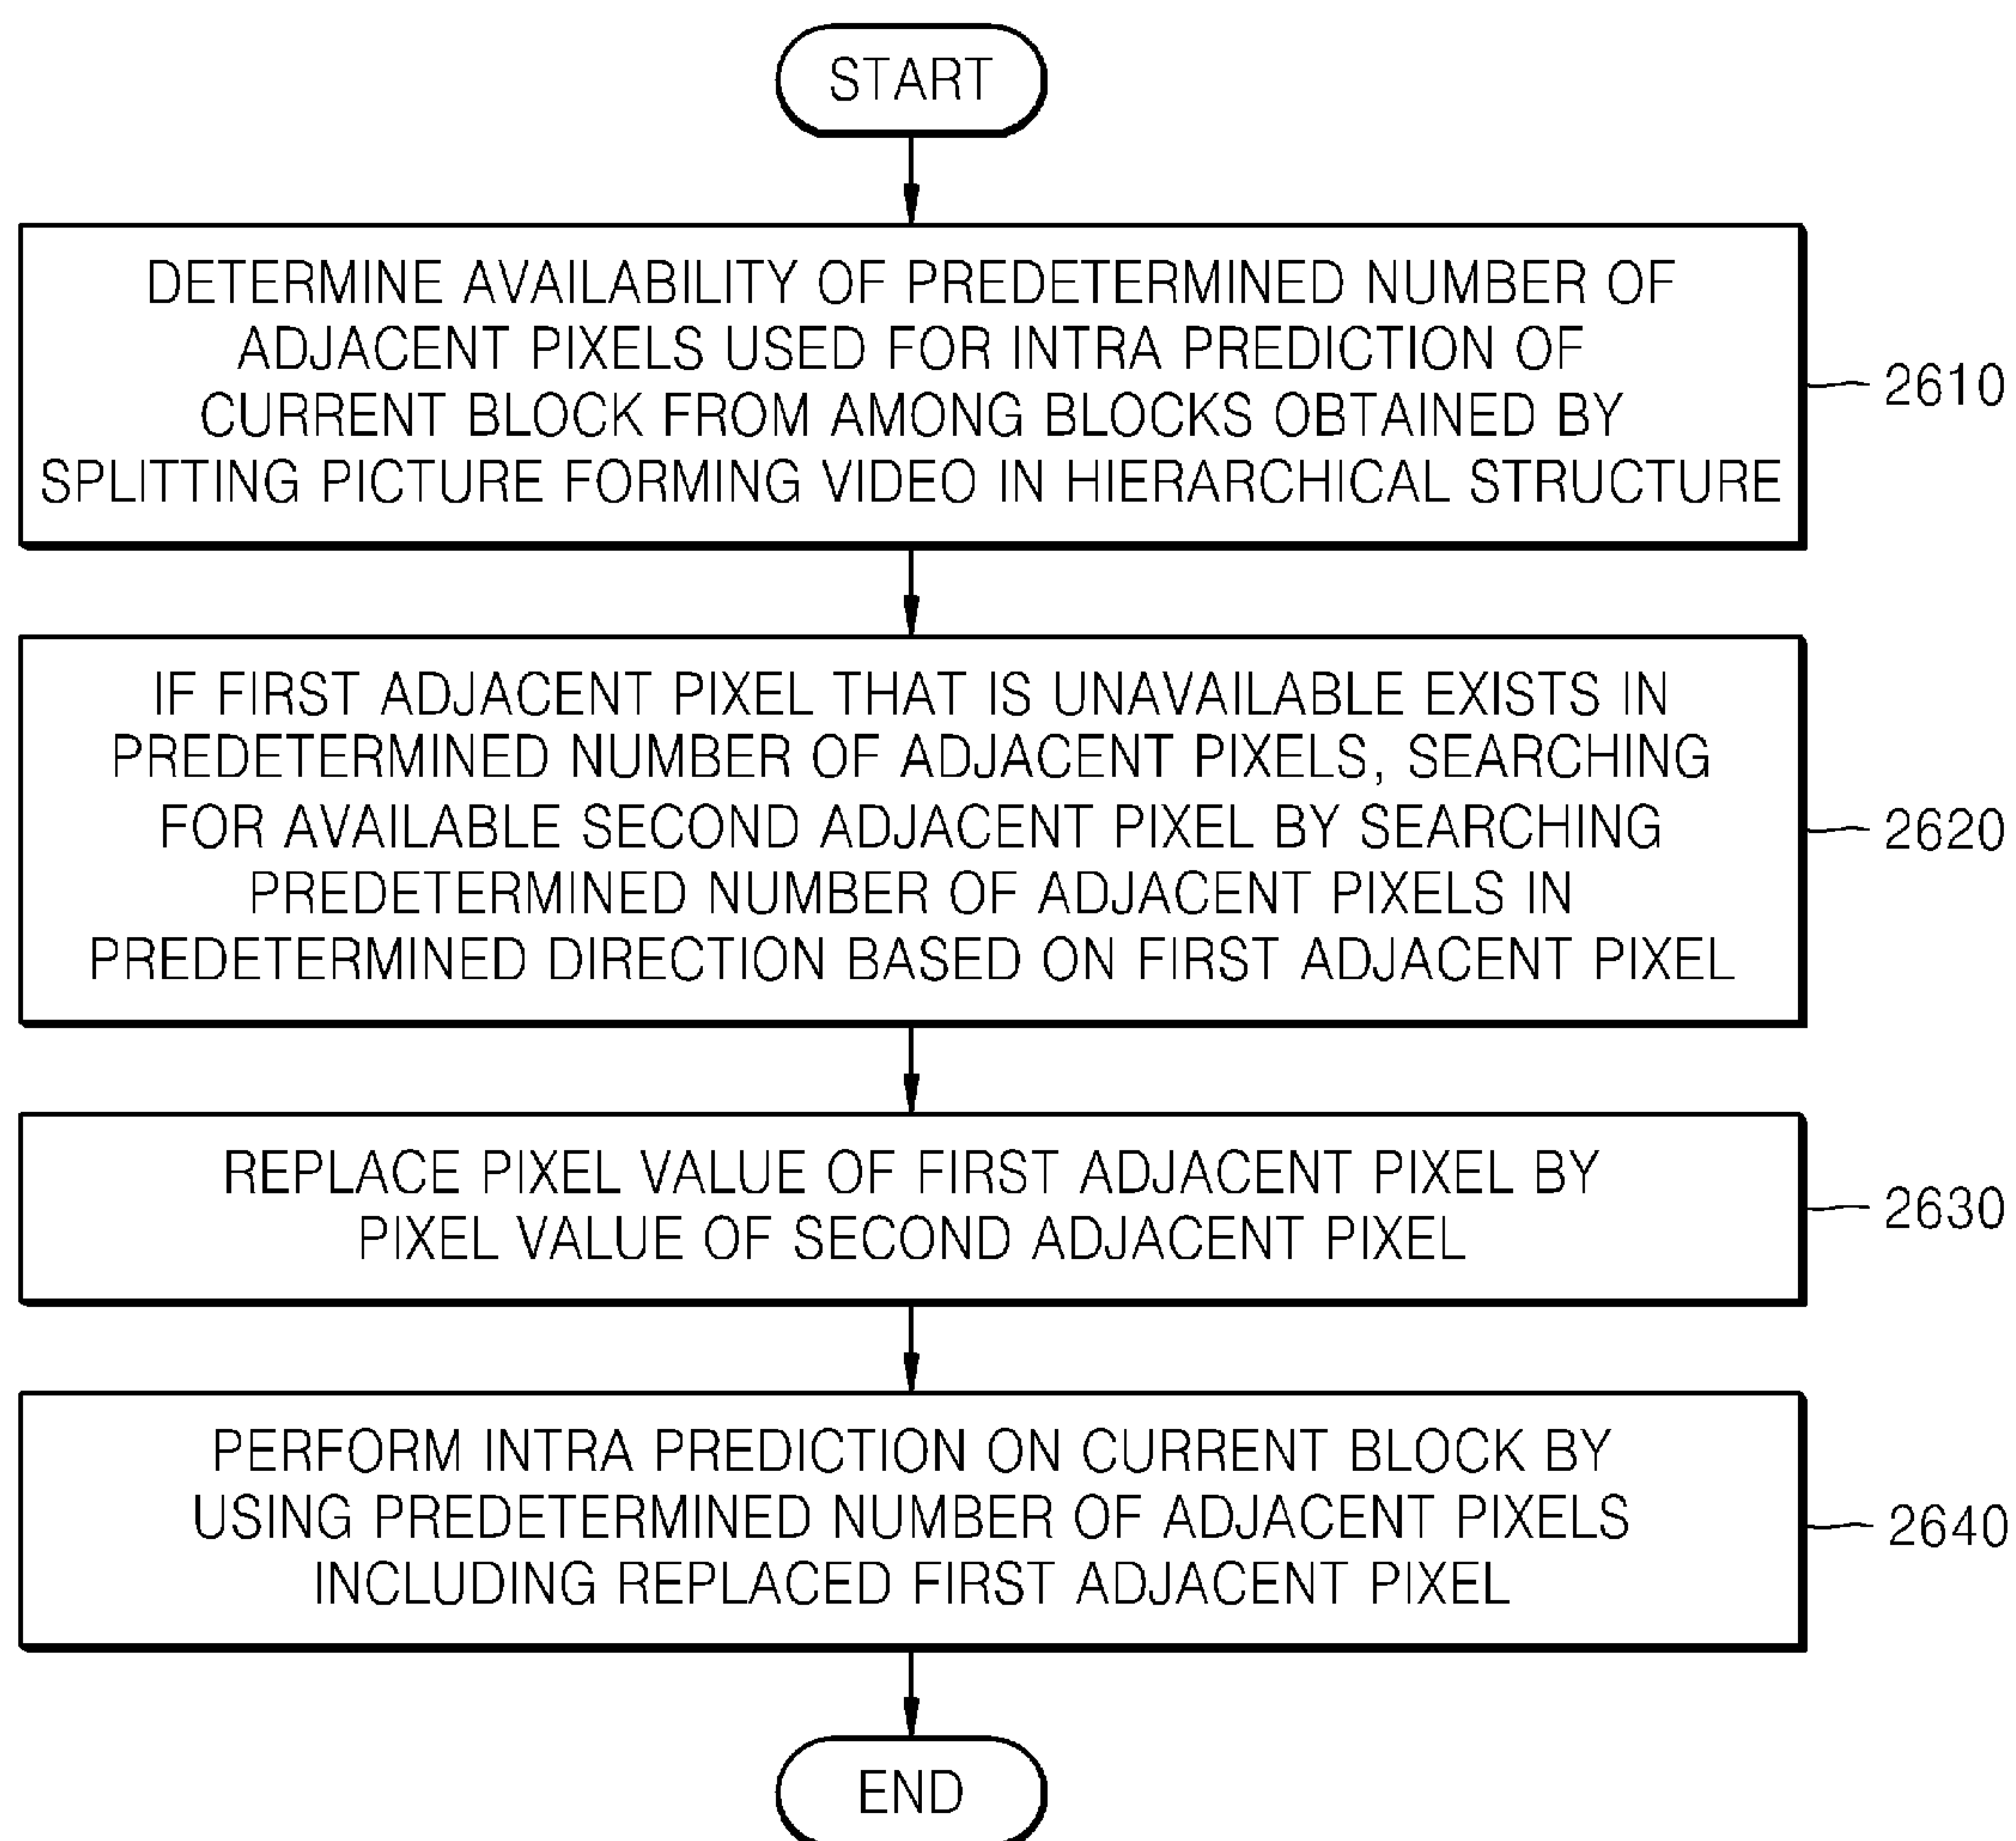 START
DETERMINE AVAILABILITY OF PREDETERMINED NUMBER OF
ADJACENT PIXELS USED FOR INTRA PREDICTION OF
CURRENT BLOCK FROM AMONG BLOCKS OBTAINED BY
SPLITTING PICTURE FORMING VIDEO IN HIERARCHICAL STRUCTURE
2610
IF FIRST ADJACENT PIXEL THAT IS UNAVAILABLE EXISTS IN
PREDETERMINED NUMBER OF ADJACENT PIXELS, SEARCHING
FOR AVAILABLE SECOND ADJACENT PIXEL BY SEARCHING
PREDETERMINED NUMBER OF ADJACENT PIXELS IN
PREDETERMINED DIRECTION BASED ON FIRST ADJACENT PIXEL
2620
REPLACE PIXEL VALUE OF FIRST ADJACENT PIXEL BY
PIXEL VALUE OF SECOND ADJACENT PIXEL
2630
PERFORM INTRA PREDICTION ON CURRENT BLOCK BY
USING PREDETERMINED NUMBER OF ADJACENT PIXELS
INCLUDING REPLACED FIRST ADJACENT PIXEL
2640
END